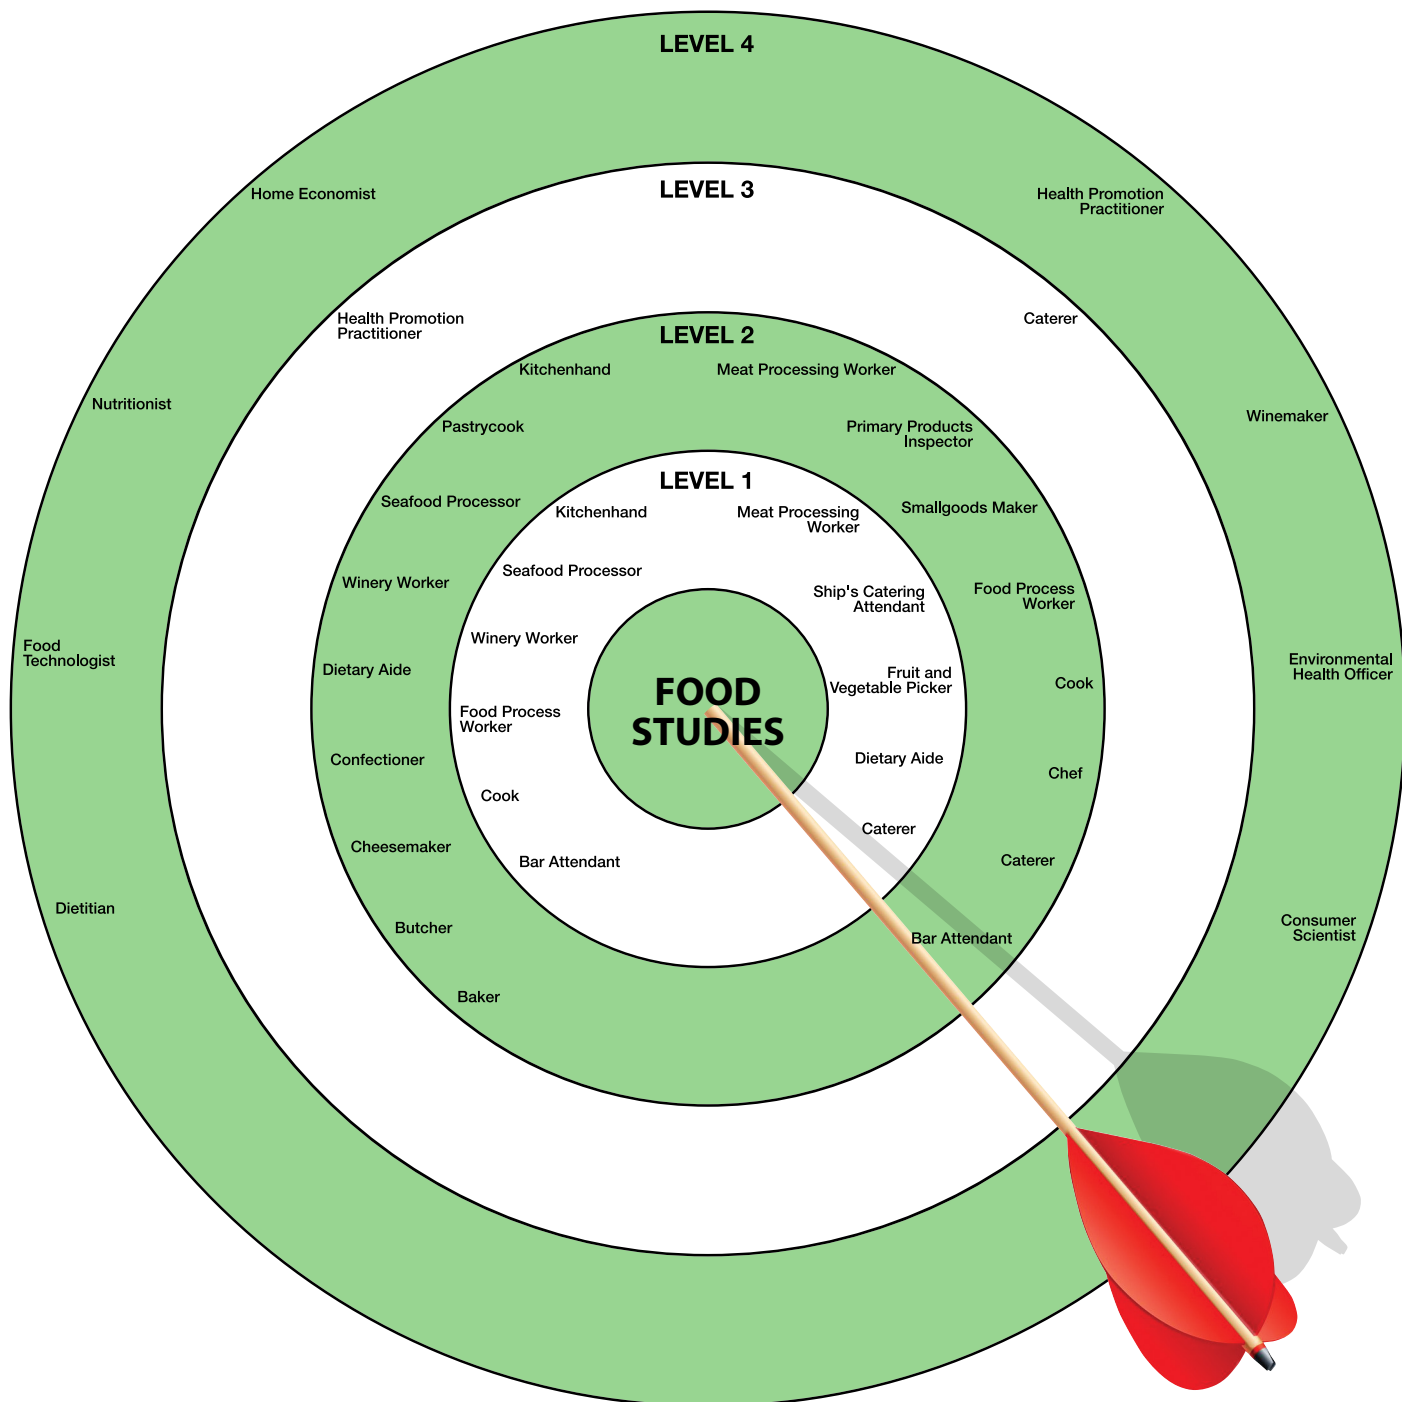 LEVEL 4
Home Economist
Health Promotion
Practitioner
Nutritionist
Winemaker
Food
Technologist
Environmental
Health Officer
Dietitian
Consumer
Scientist
LEVEL 3
Health Promotion
Practitioner
Caterer
LEVEL 2
Kitchenhand
Meat Processing Worker
Pastrycook
Primary Products
Inspector
Seafood Processor
Smallgoods Maker
Winery Worker
Food Process
Worker
Dietary Aide
Cook
Confectioner
Chef
Cheesemaker
Caterer
Butcher
Bar Attendant
Baker
LEVEL 1
Kitchenhand
Meat Processing
Worker
Seafood Processor
Ship's Catering
Attendant
Winery Worker
Fruit and
Vegetable Picker
Food Process
Worker
Dietary Aide
Cook
Caterer
Bar Attendant
FOOD
STUDIES